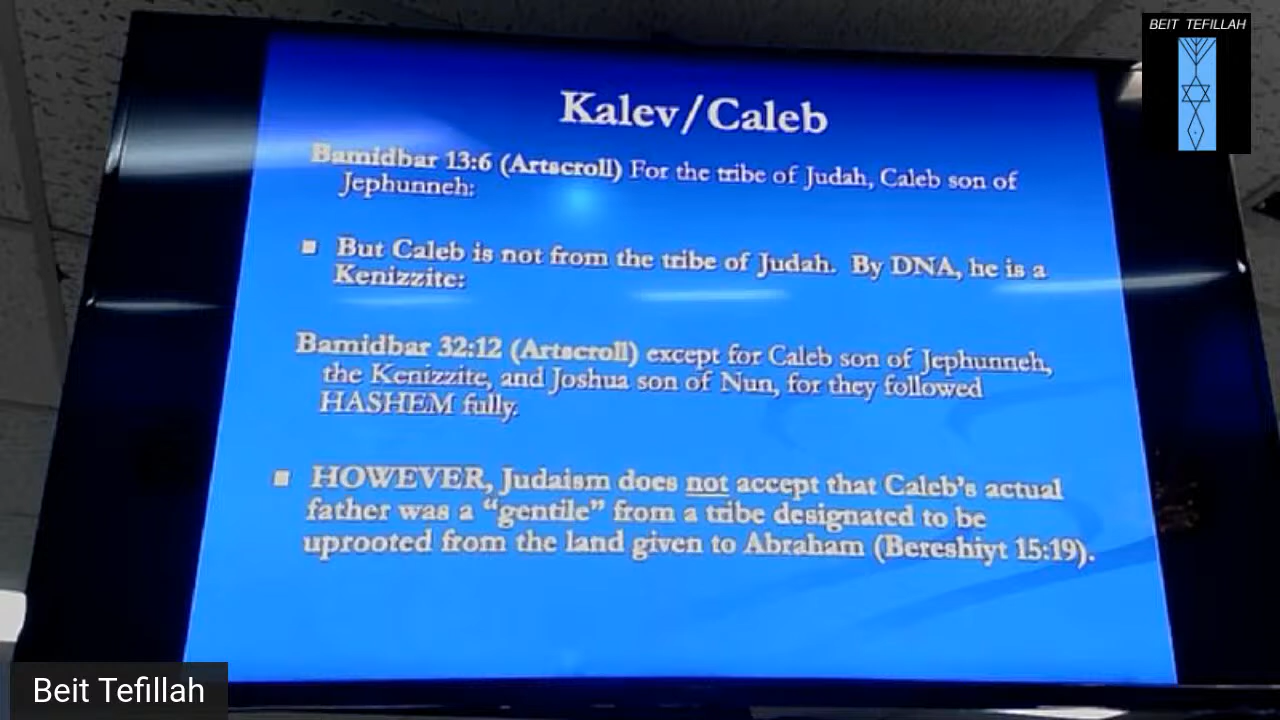 BEIT TEFILLAH
Kalev/Caleb
Bamidbar 13:6 (Artscroll) For the tribe of Judah, Caleb son of
Jephunneh:
▪ But Caleb is not from the tribe of Judah. By DNA, he is a
Kenizzite:
Bamidbar 32:12 (Artscroll) except for Caleb son of Jephunneh,
the Kenizzite, and Joshua son of Nun, for they followed
HASHEM fully.
▪ HOWEVER, Judaism does not accept that Caleb's actual
father was a “gentile” from a tribe designated to be
uprooted from the land given to Abraham (Bereshiyt 15:19).
Beit Tefillah